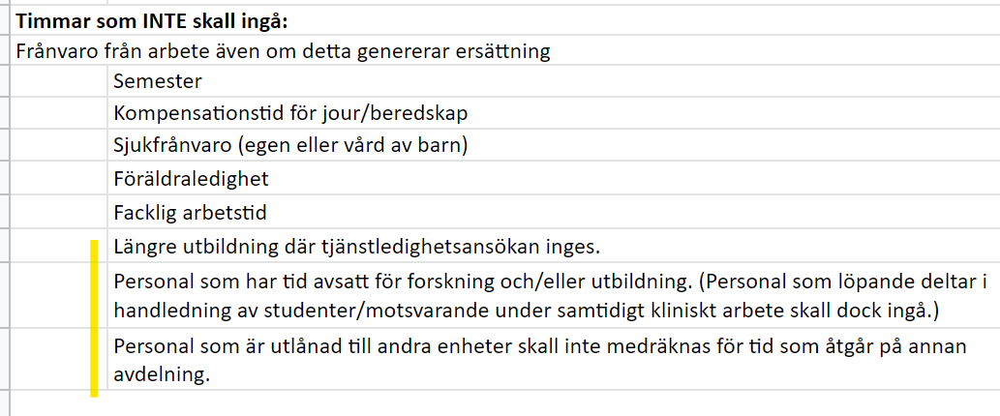 Timmar som INTE skall ingå:
Frånvaro från arbete även om detta genererar ersättning
Semester
Kompensationstid för jour/beredskap
Sjukfrånvaro (egen eller vård av barn)
Föräldraledighet
Facklig arbetstid
Längre utbildning där tjänstledighetsansökan inges.
Personal som har tid avsatt för forskning och/eller utbildning. (Personal som löpande deltar i
handledning av studenter/motsvarande under samtidigt kliniskt arbete skall dock ingå.)
Personal som är utlånad till andra enheter skall inte medräknas för tid som åtgår på annan
avdelning.